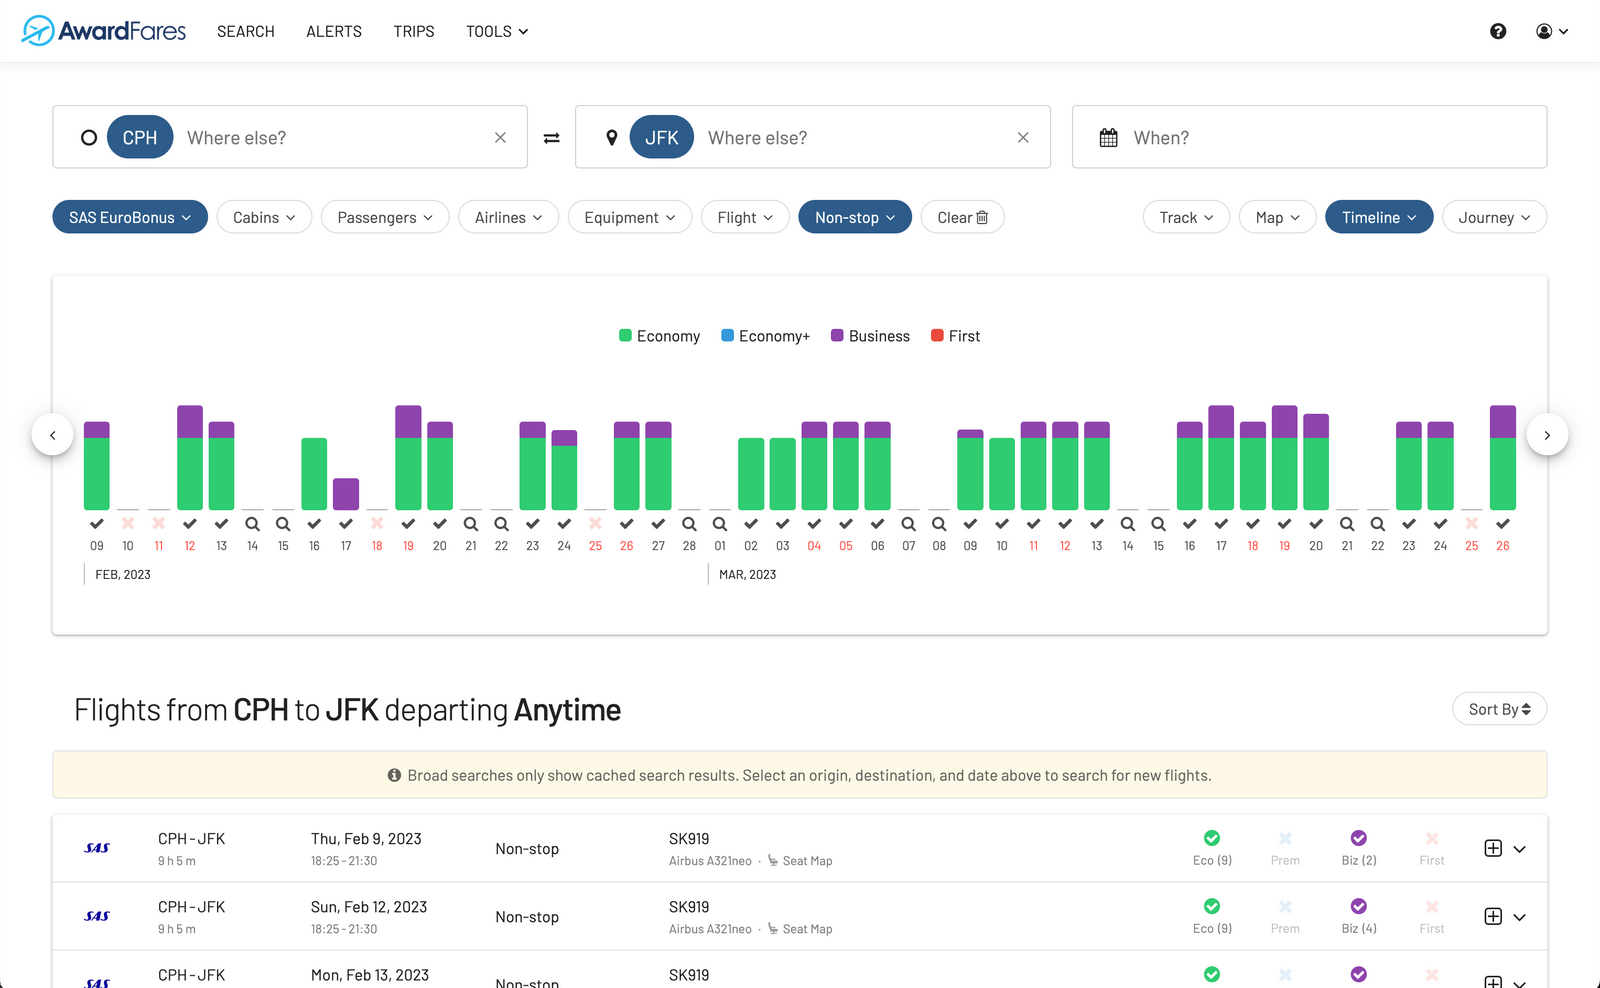 AwardFares SEARCH ALERTS TRIPS TOOLS
CPH Where else? JFK Where else? When?
SAS EuroBonus Cabins Passengers Airlines Equipment Flight Non-stop Clear Track Map Timeline Journey
Economy Economy+ Business First
09 10 11 12 13 14 15 16 17 18 19 20 21 22 23 24 25 26 27 28 01 02 03 04 05 06 07 08 09 10 11 12 13 14 15 16 17 18 19 20 21 22 23 24 25 26
FEB, 2023 MAR, 2023
Flights from CPH to JFK departing Anytime Sort By
Broad searches only show cached search results. Select an origin, destination, and date above to search for new flights.
SAS CPH-JFK Thu, Feb 9, 2023 Non-stop SK919
9 h 5 m 18:25-21:30 Airbus A321neo · Seat Map Eco (9) Prem Biz (2) First
SAS CPH-JFK Sun, Feb 12, 2023 Non-stop SK919
9 h 5 m 18:25-21:30 Airbus A321neo · Seat Map Eco (9) Prem Biz (4) First
SAS CPH-JFK Mon, Feb 13, 2023 Non-stop SK919